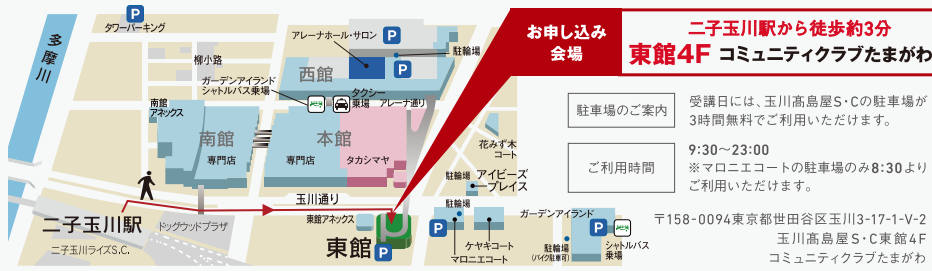 P
タワーパーキング
多摩川
柳小路
アレーナホール・サロン
P
駐輪場
P
西館
ガーデンアイランド
シャトルバス乗場
タクシー
乗場
アレーナ通り
南館
アネックス
南館
専門店
本館
専門店
タカシマヤ
花みずき
コート
駐輪場
アイビーズ
プレイス
玉川通り
二子玉川駅
二子玉川ライズS.C.
ドッグウッドプラザ
東館アネックス
東館
P
P
駐輪場
マロニエコート
ケヤキコート
ガーデンアイランド
駐輪場
(バイク駐車可)
P
シャトルバス
乗場
お申し込み
会場
二子玉川駅から徒歩約3分
東館4F コミュニティクラブたまがわ
駐車場のご案内
受講日には、玉川髙島屋S・Cの駐車場が
3時間無料でご利用いただけます。
ご利用時間
9:30〜23:00
※マロニエコートの駐車場のみ8:30より
ご利用いただけます。
〒158-0094東京都世田谷区玉川3-17-1-V-2
玉川髙島屋S・C東館4F
コミュニティクラブたまがわ